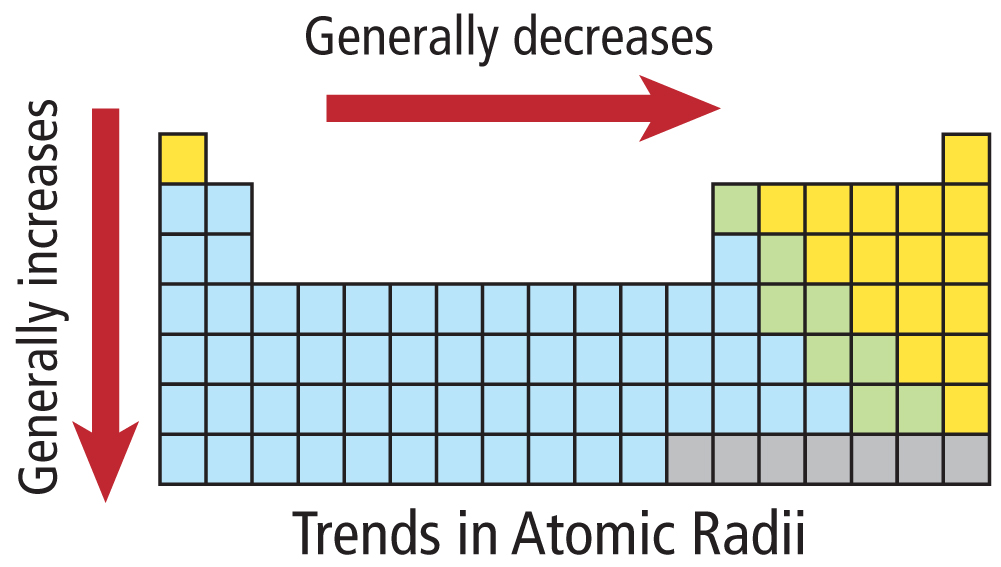 Generally decreases
Generally increases
Trends in Atomic Radii